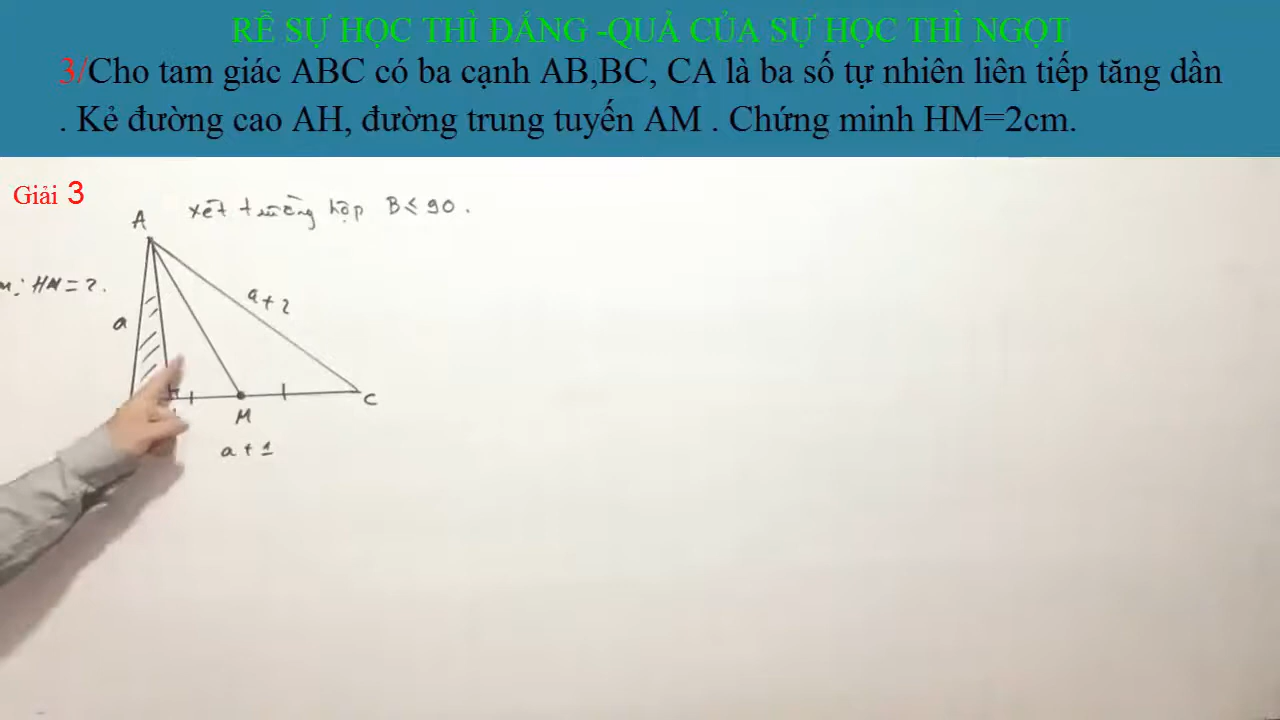 RỄ SỰ HỌC THÌ ĐẮNG -QUẢ CỦA SỰ HỌC THÌ NGỌT
3/Cho tam giác ABC có ba cạnh AB,BC, CA là ba số tự nhiên liên tiếp tăng dần
. Kẻ đường cao AH, đường trung tuyến AM . Chứng minh HM=2cm.
Giải 3
A xét trường hợp B ≤ 90.
: HM = 2.
a + 2
a
H
M
C
a + 1